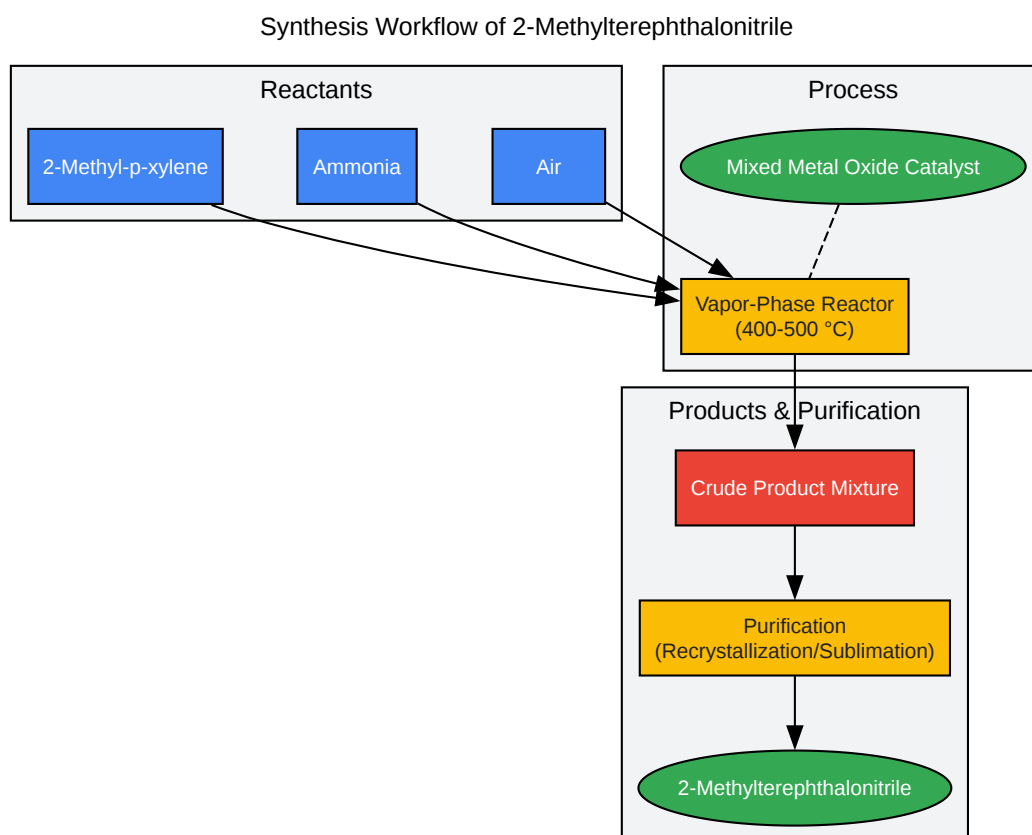 Synthesis Workflow of 2-Methylterephthalonitrile
Reactants
Process
2-Methyl-p-xylene
Ammonia
Air
Mixed Metal Oxide Catalyst
Vapor-Phase Reactor
(400-500 °C)
Products & Purification
Crude Product Mixture
Purification
(Recrystallization/Sublimation)
2-Methylterephthalonitrile